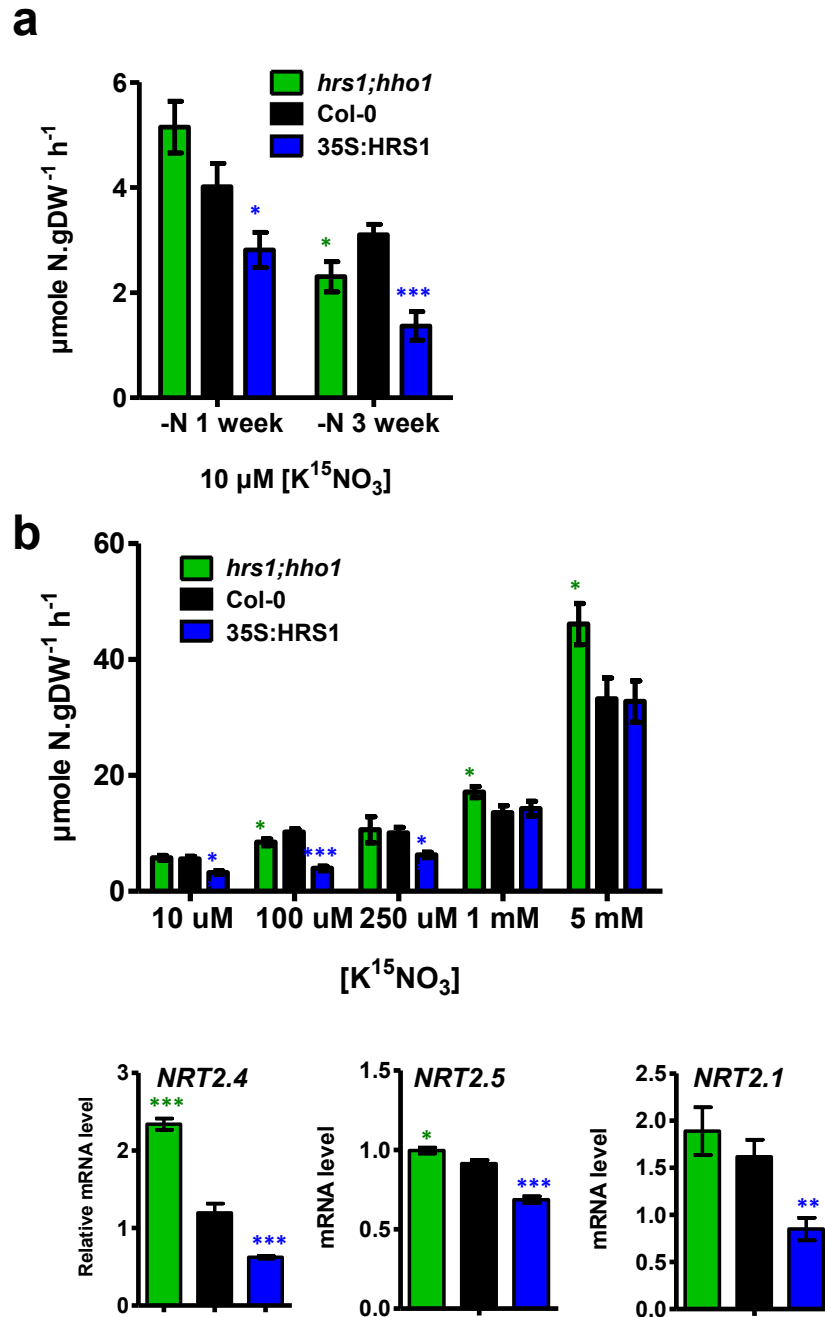 a
6
4
2
0
µmole N.gDW⁻¹ h⁻¹
hrs1;hho1
Col-0
35S:HRS1
*
*
***
-N 1 week -N 3 week
10 µM [K¹⁵NO₃]
b
60
40
20
0
µmole N.gDW⁻¹ h⁻¹
hrs1;hho1
Col-0
35S:HRS1
*
*
***
*
*
*
10 uM 100 uM 250 uM 1 mM 5 mM
[K¹⁵NO₃]
NRT2.4
3
2
1
0
Relative mRNA level
***
***
NRT2.5
1.5
1.0
0.5
0.0
mRNA level
*
***
NRT2.1
2.5
2.0
1.5
1.0
0.5
0.0
mRNA level
**